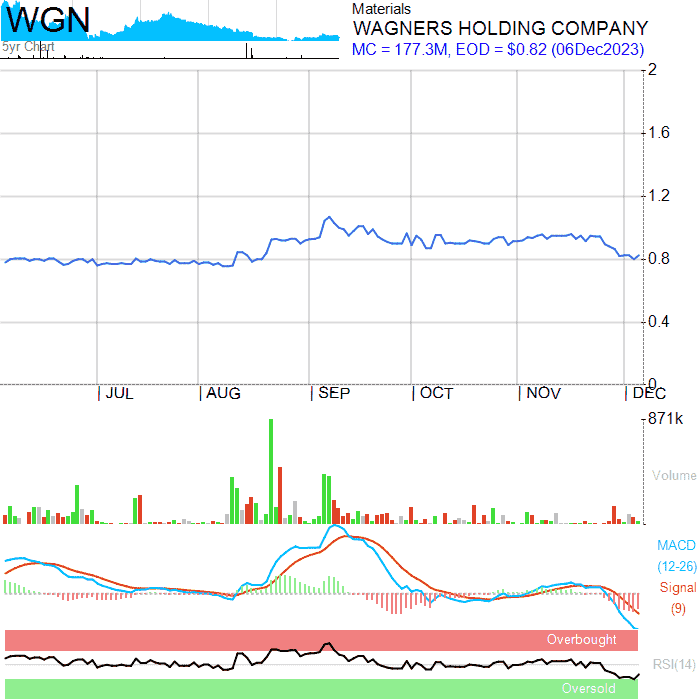 WGN
5yr Chart
Materials
WAGNERS HOLDING COMPANY
MC = 177.3M, EOD = $0.82 (06Dec2023)
2
1.6
1.2
0.8
0.4
0
JUL AUG SEP OCT NOV DEC
871k
Volume
MACD
(12-26)
Signal
(9)
Overbought
RSI(14)
Oversold